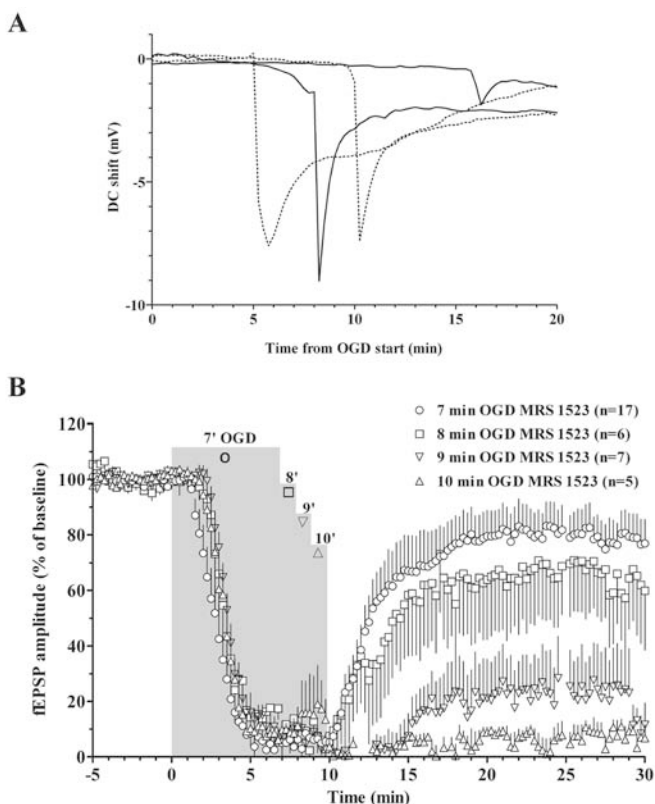 A
0
-5
-10
DC shift (mV)
0 5 10 15 20
Time from OGD start (min)
B
120
100
80
60
40
20
0
fEPSP amplitude (% of baseline)
7' OGD
8'
9'
10'
7 min OGD MRS 1523 (n=17)
8 min OGD MRS 1523 (n=6)
9 min OGD MRS 1523 (n=7)
10 min OGD MRS 1523 (n=5)
-5 0 5 10 15 20 25 30
Time (min)